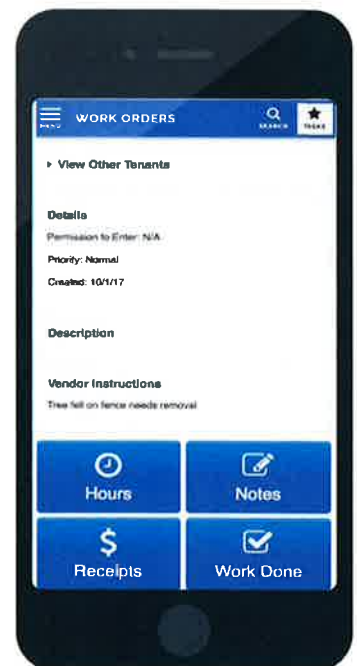 WORK ORDERS
MENU
SEARCH
▸ View Other Tenants
Details
Permission to Enter: N/A
Priority: Normal
Created: 10/1/17
Description
Vendor Instructions
Tree fell on fence needs removal
Hours
Notes
Receipts
Work Done